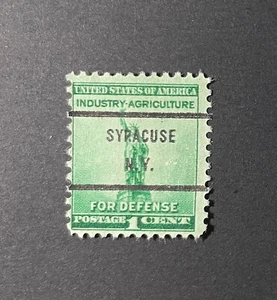 UNITED STATES OF AMERICA
INDUSTRY-AGRICULTURE
SYRACUSE
N.Y.
FOR DEFENSE
POSTAGE 1 CENT